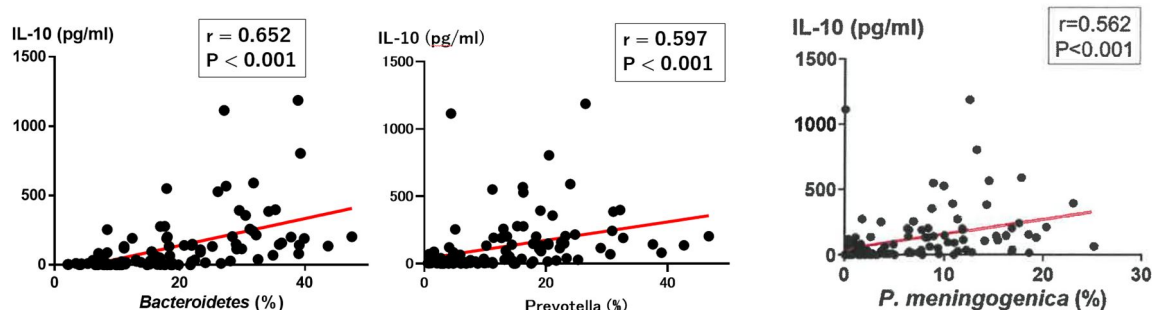 IL-10 (pg/ml)
r = 0.652
P < 0.001
1500
1000
500
0
0
20
40
Bacteroidetes (%)
IL-10 (pg/ml)
r = 0.597
P < 0.001
1500
1000
500
0
0
20
40
Prevotella (%)
IL-10 (pg/ml)
r=0.562
P<0.001
1500
1000
500
0
0
10
20
30
P. meningogenica (%)